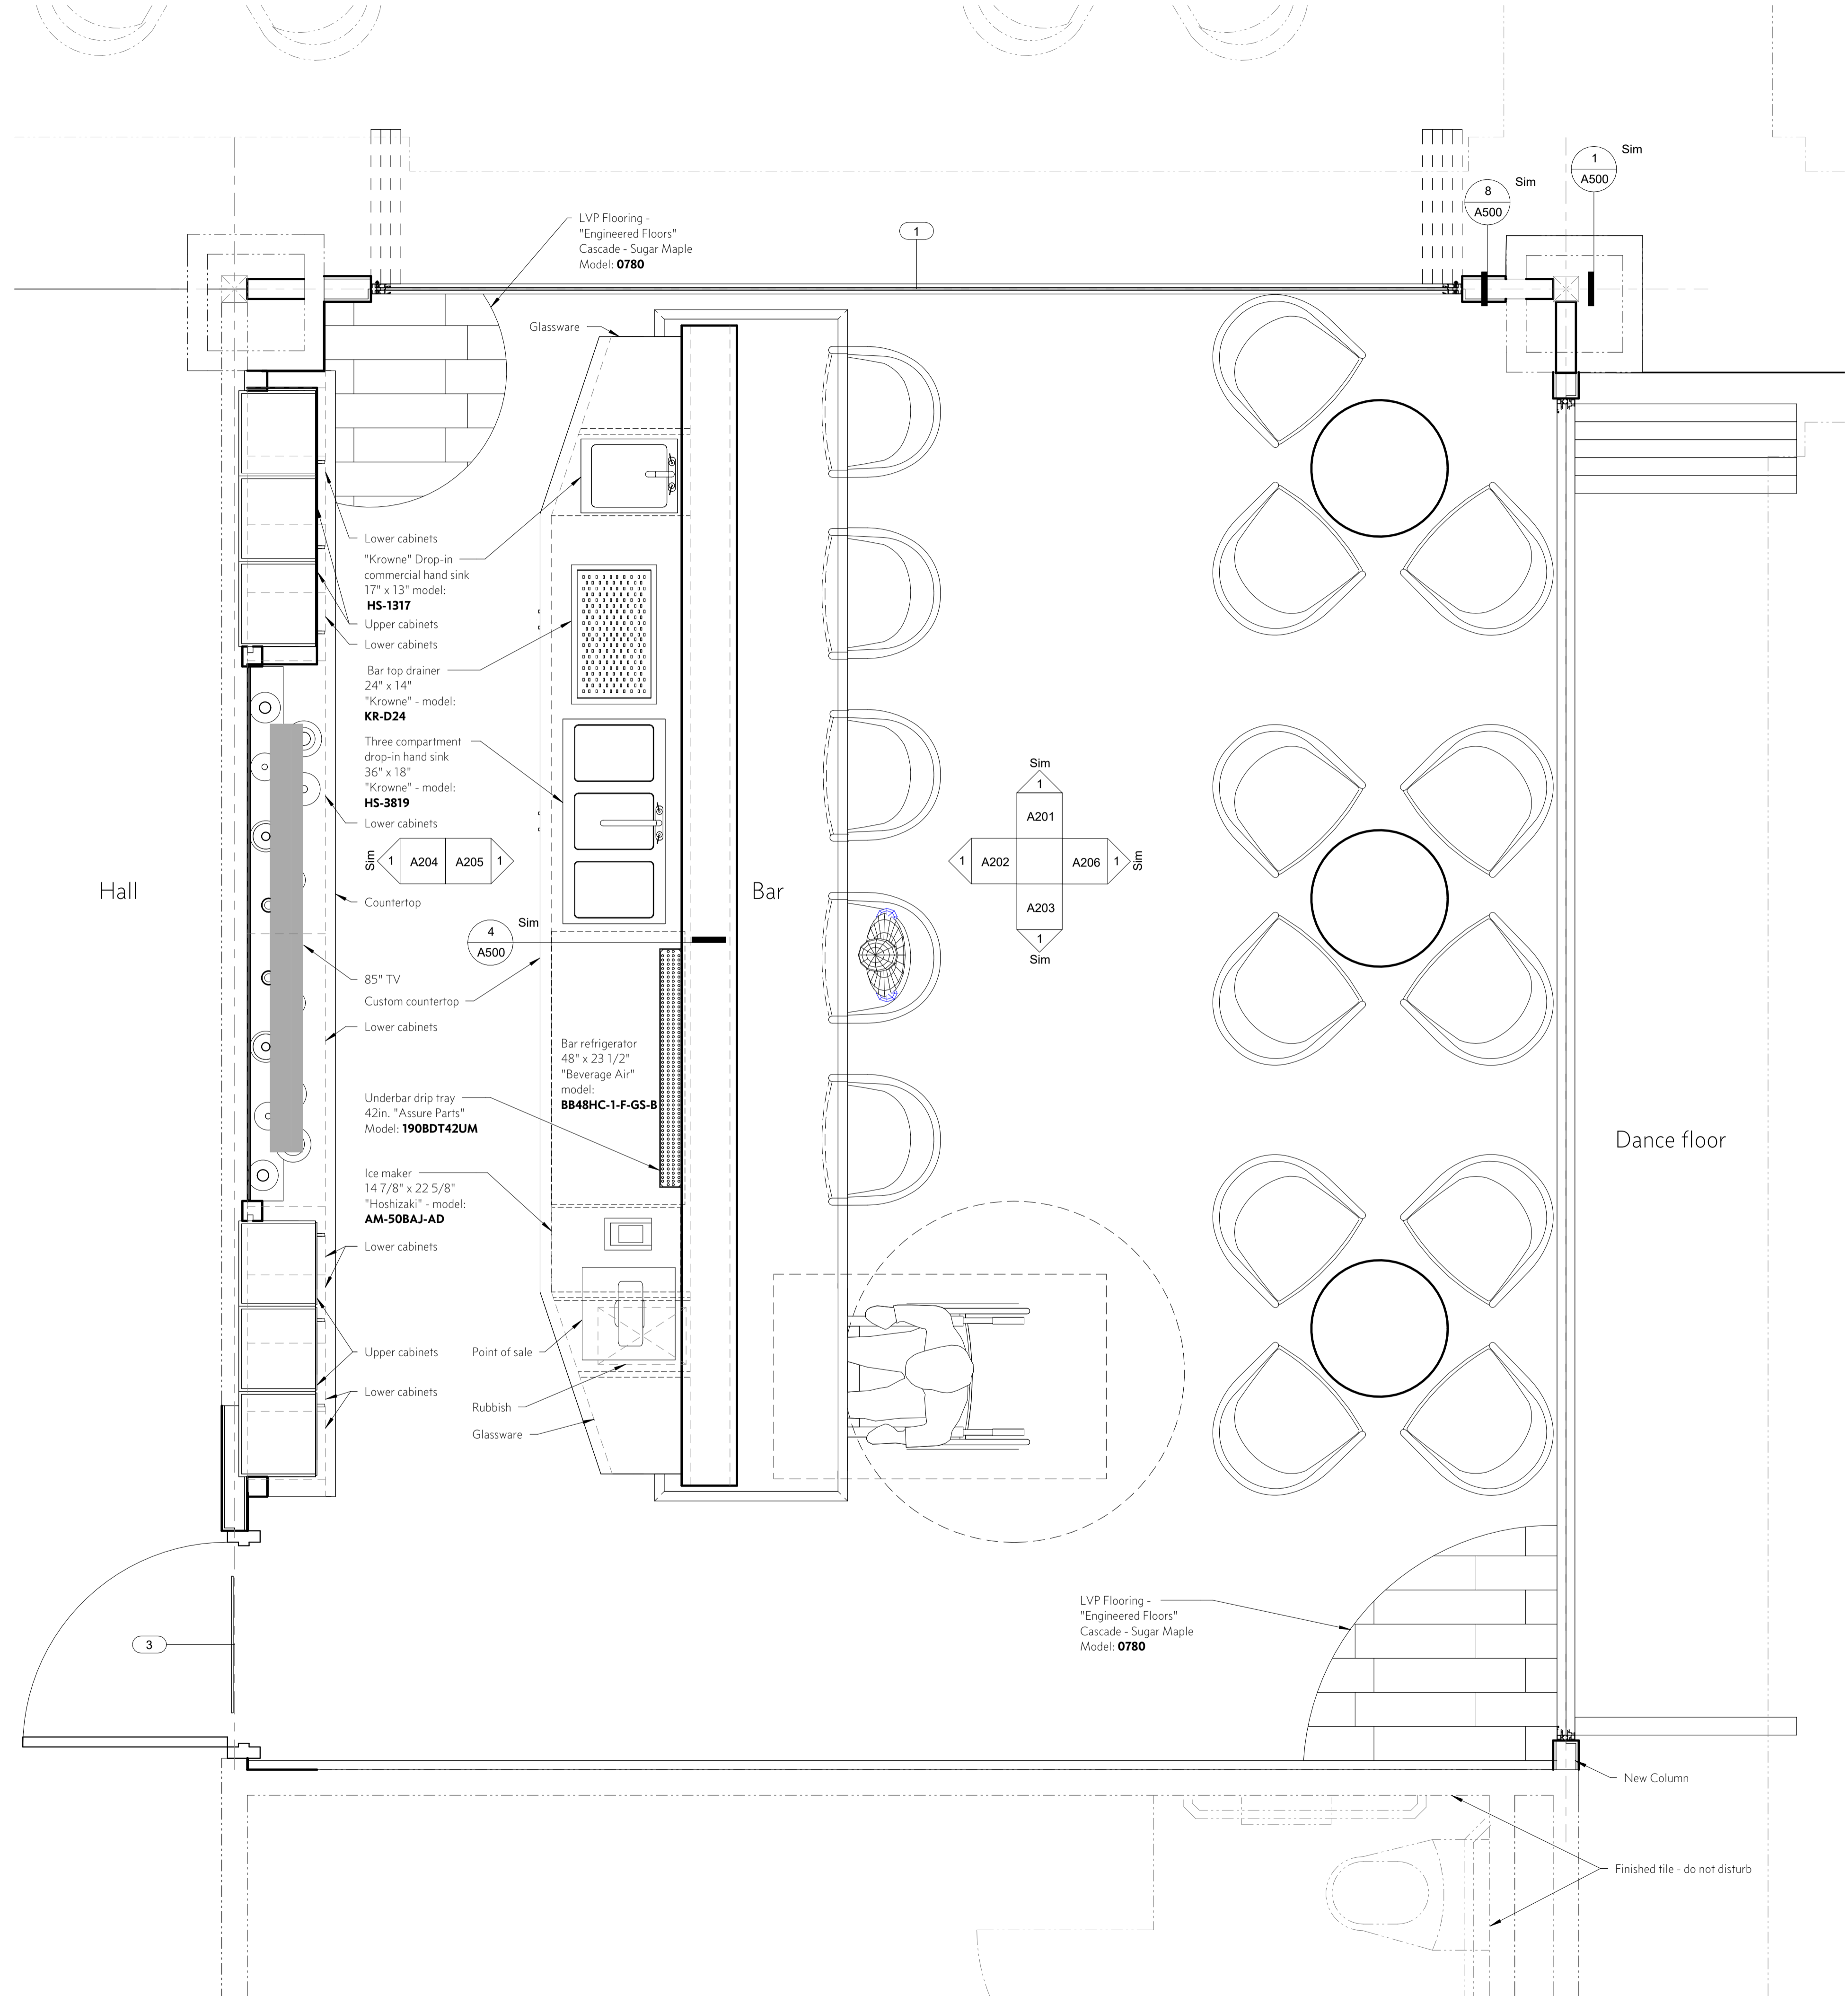 1
A500
Sim
8
A500
Sim
LVP Flooring -
"Engineered Floors"
Cascade - Sugar Maple
Model: 0780
1
Glassware
Lower cabinets
"Krowne" Drop-in
commercial hand sink
17" x 13" model:
HS-1317
Upper cabinets
Lower cabinets
Bar top drainer
24" x 14"
"Krowne" - model:
KR-D24
Three compartment
drop-in hand sink
36" x 18"
"Krowne" - model:
HS-3819
Lower cabinets
Sim
1
A204
A205
1
Sim
1
A201
1
A202
A206
1
Sim
A203
1
Sim
Hall
Bar
Countertop
4
A500
Sim
85" TV
Custom countertop
Lower cabinets
Bar refrigerator
48" x 23 1/2"
"Beverage Air"
model:
BB48HC-1-F-GS-B
Underbar drip tray
42in. "Assure Parts"
Model: 190BDT42UM
Dance floor
Ice maker
14 7/8" x 22 5/8"
"Hoshizaki" - model:
AM-50BAJ-AD
Lower cabinets
Upper cabinets
Point of sale
Lower cabinets
Rubbish
Glassware
LVP Flooring -
"Engineered Floors"
Cascade - Sugar Maple
Model: 0780
3
New Column
Finished tile - do not disturb